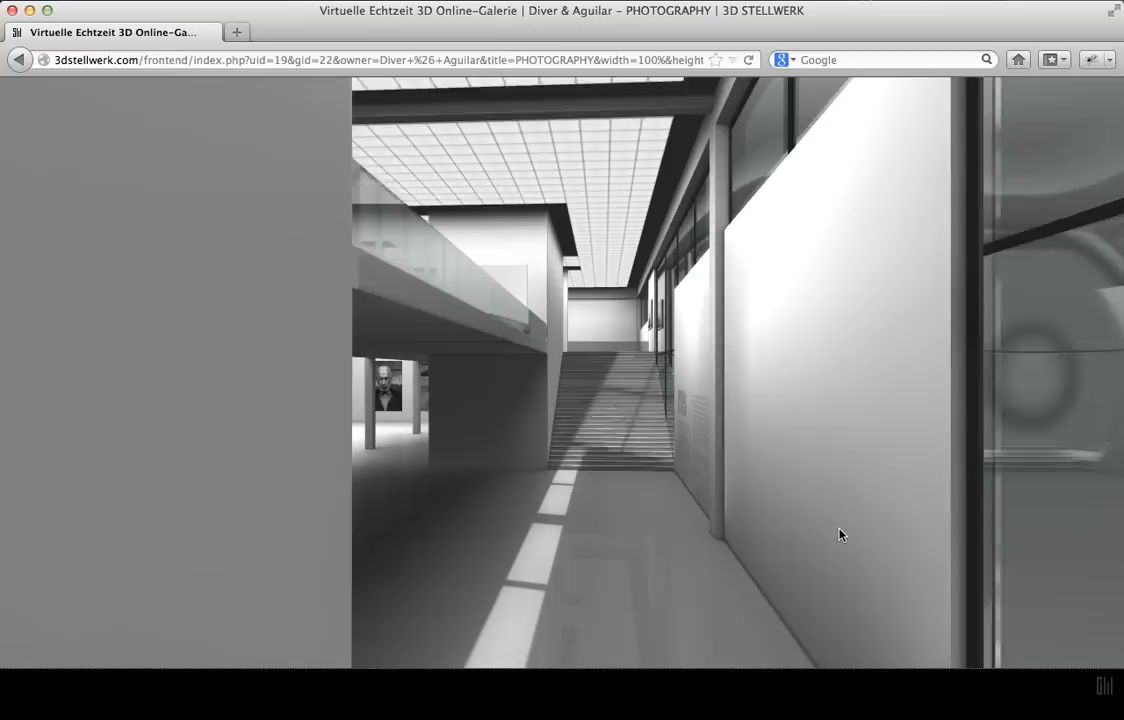 Virtuelle Echtzeit 3D Online-Galerie | Diver & Aguilar – PHOTOGRAPHY | 3D STELLWERK
Virtuelle Echtzeit 3D Online-Ga...
3dstellwerk.com/frontend/index.php?uid=19&gid=22&owner=Diver+%26+Aguilar&title=PHOTOGRAPHY&width=100%&height
Google